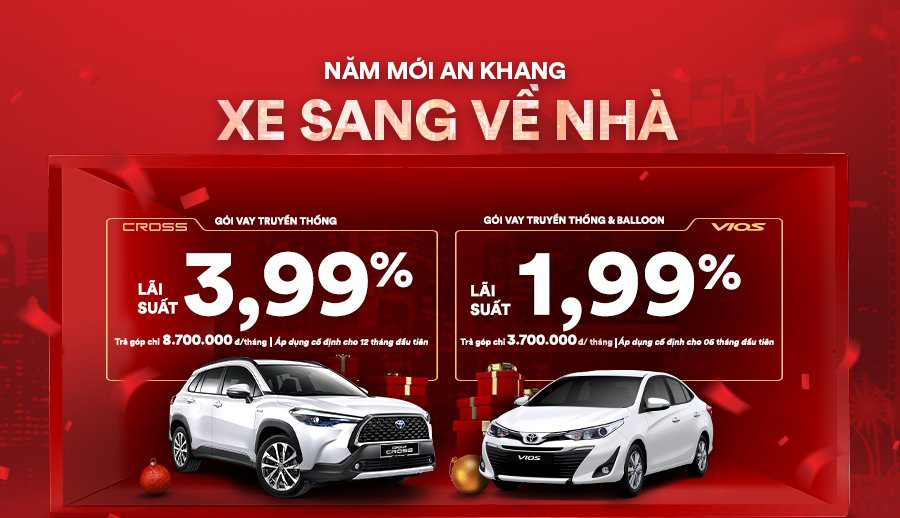 NĂM MỚI AN KHANG
XE SANG VỀ NHÀ
CROSS
GÓI VAY TRUYỀN THỐNG
LÃI SUẤT 3,99%
Trả góp chỉ 8.700.000 đ/tháng | Áp dụng cố định cho 12 tháng đầu tiên
GÓI VAY TRUYỀN THỐNG & BALLOON
VIOS
LÃI SUẤT 1,99%
Trả góp chỉ 3.700.000 đ/ tháng | Áp dụng cố định cho 06 tháng đầu tiên
COROLLA
CROSS
VIOS